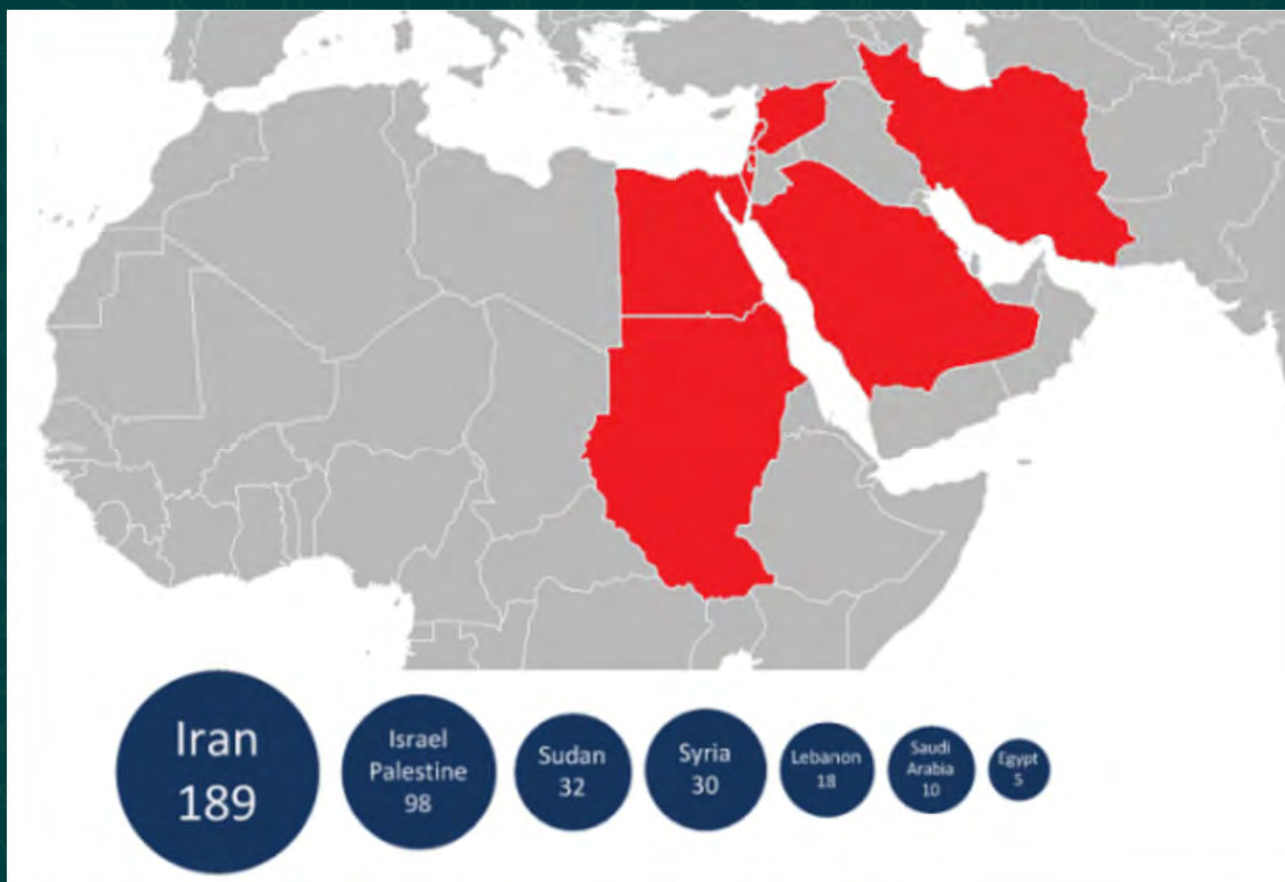 Iran
189
Israel
Palestine
98
Sudan
32
Syria
30
Lebanon
18
Saudi
Arabia
10
Egypt
5